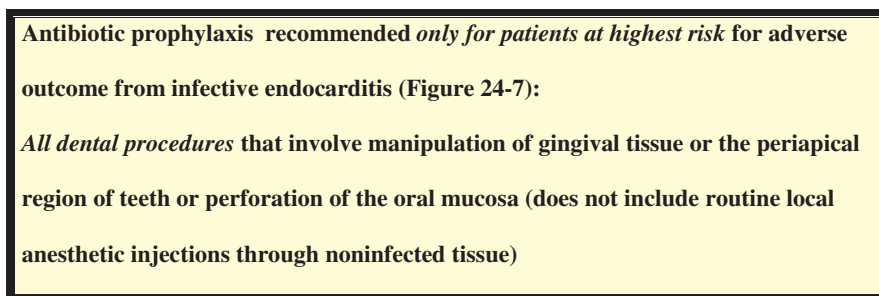 Antibiotic prophylaxis recommended only for patients at highest risk for adverse
outcome from infective endocarditis (Figure 24-7):
All dental procedures that involve manipulation of gingival tissue or the periapical
region of teeth or perforation of the oral mucosa (does not include routine local
anesthetic injections through noninfected tissue)